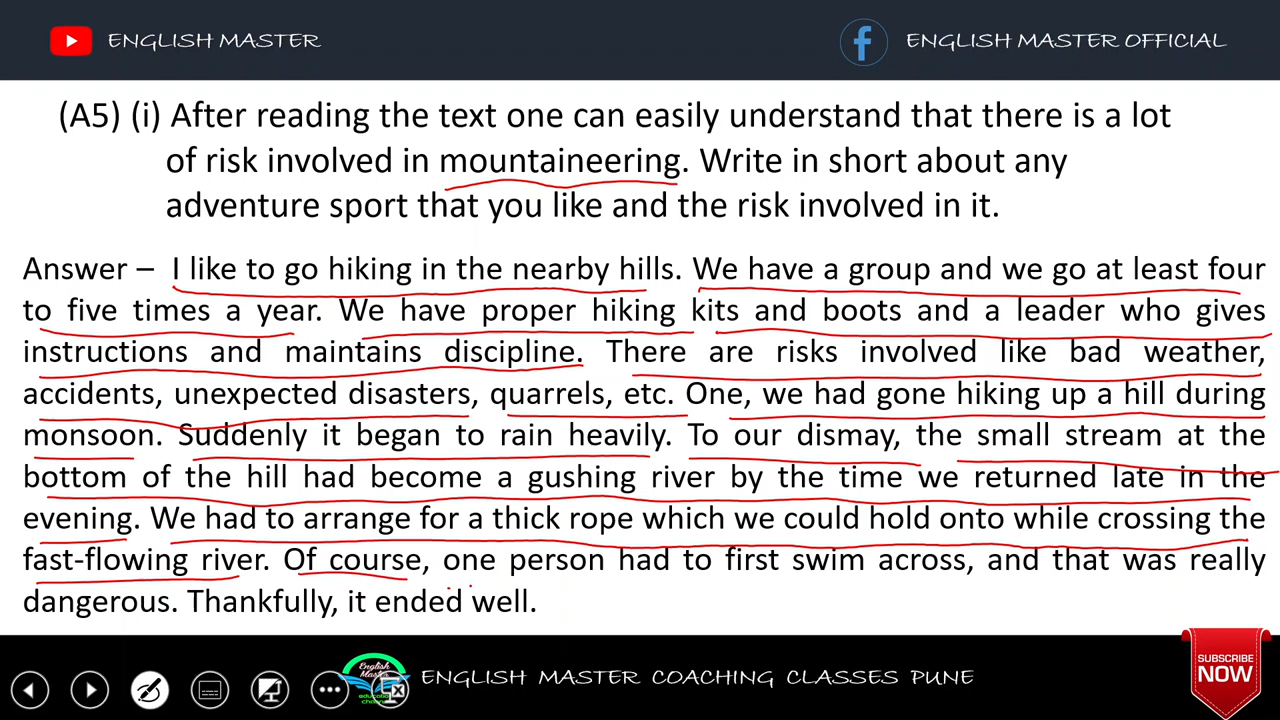 ENGLISH MASTER
ENGLISH MASTER OFFICIAL
(A5) (i) After reading the text one can easily understand that there is a lot
of risk involved in mountaineering. Write in short about any
adventure sport that you like and the risk involved in it.
Answer – I like to go hiking in the nearby hills. We have a group and we go at least four
to five times a year. We have proper hiking kits and boots and a leader who gives
instructions and maintains discipline. There are risks involved like bad weather,
accidents, unexpected disasters, quarrels, etc. One, we had gone hiking up a hill during
monsoon. Suddenly it began to rain heavily. To our dismay, the small stream at the
bottom of the hill had become a gushing river by the time we returned late in the
evening. We had to arrange for a thick rope which we could hold onto while crossing the
fast-flowing river. Of course, one person had to first swim across, and that was really
dangerous. Thankfully, it ended well.
English
Master
ENGLISH MASTER COACHING CLASSES PUNE
SUBSCRIBE
NOW